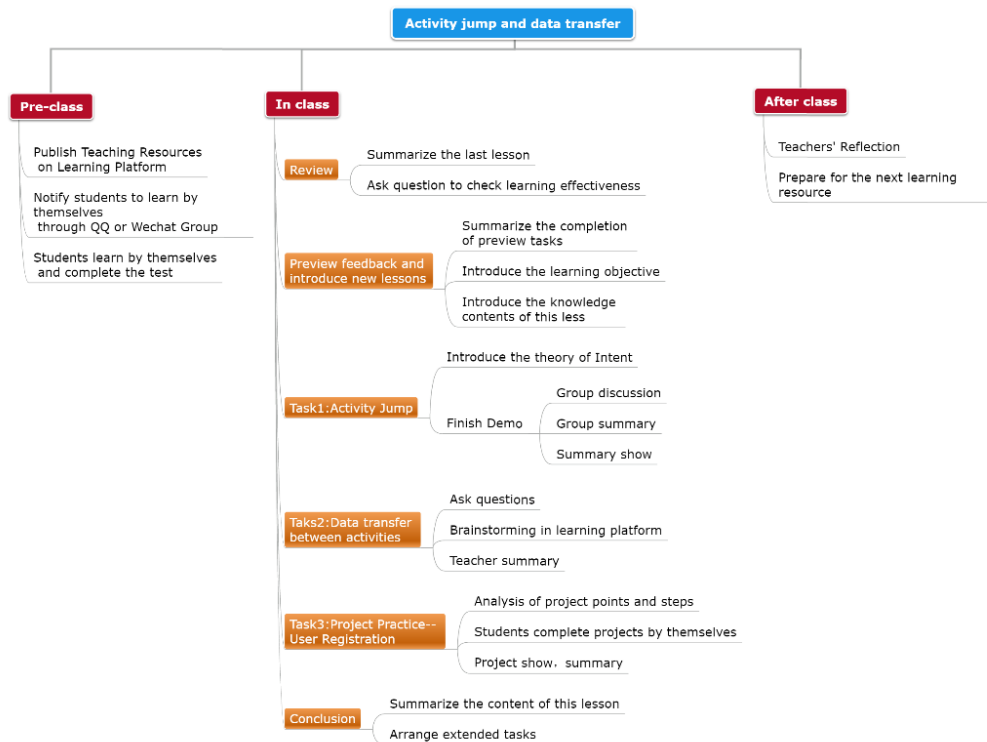 Activity jump and data transfer
Pre-class
Publish Teaching Resources
on Learning Platform
Notify students to learn by
themselves
through QQ or Wechat Group
Students learn by themselves
and complete the test
In class
Review
Summarize the last lesson
Ask question to check learning effectiveness
Preview feedback and
introduce new lessons
Summarize the completion
of preview tasks
Introduce the learning objective
Introduce the knowledge
contents of this less
Task1:Activity Jump
Introduce the theory of Intent
Finish Demo
Group discussion
Group summary
Summary show
Taks2:Data transfer
between activities
Ask questions
Brainstorming in learning platform
Teacher summary
Task3:Project Practice--
User Registration
Analysis of project points and steps
Students complete projects by themselves
Project show, summary
Conclusion
Summarize the content of this lesson
Arrange extended tasks
After class
Teachers' Reflection
Prepare for the next learning
resource